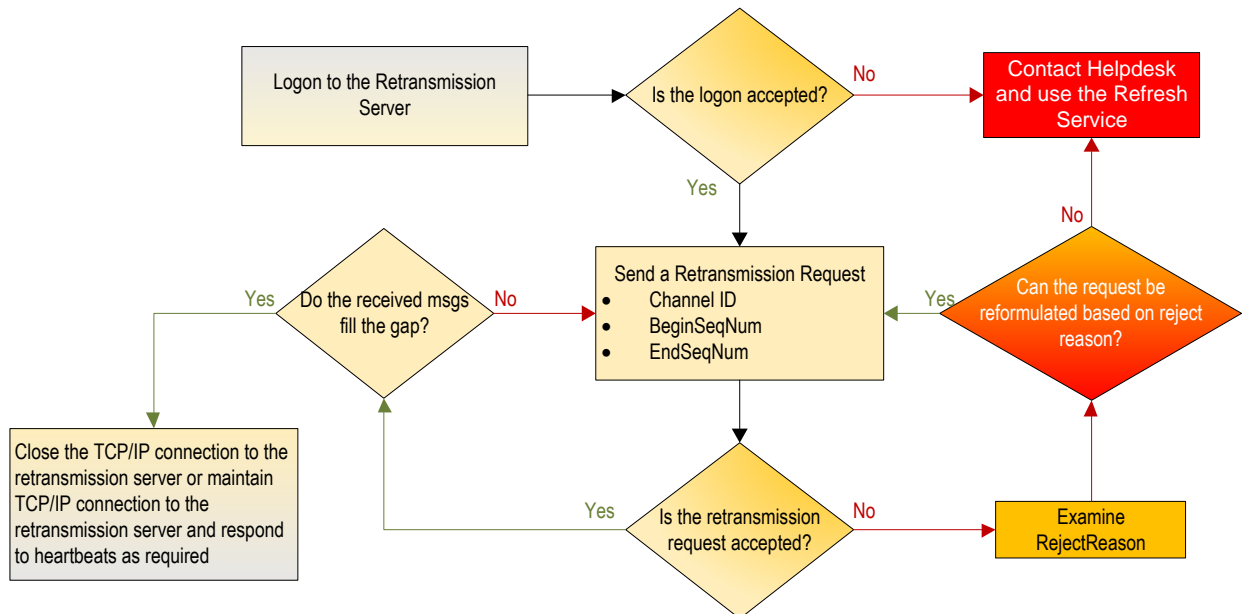 Logon to the Retransmission
Server
Is the logon accepted?
No
Contact Helpdesk
and use the Refresh
Service
Yes
No
Send a Retransmission Request
• Channel ID
• BeginSeqNum
• EndSeqNum
Yes
Do the received msgs
fill the gap?
No
Yes
Can the request be
reformulated based on reject
reason?
Close the TCP/IP connection to the
retransmission server or maintain
TCP/IP connection to the
retransmission server and respond
to heartbeats as required
Yes
Is the retransmission
request accepted?
No
Examine
RejectReason